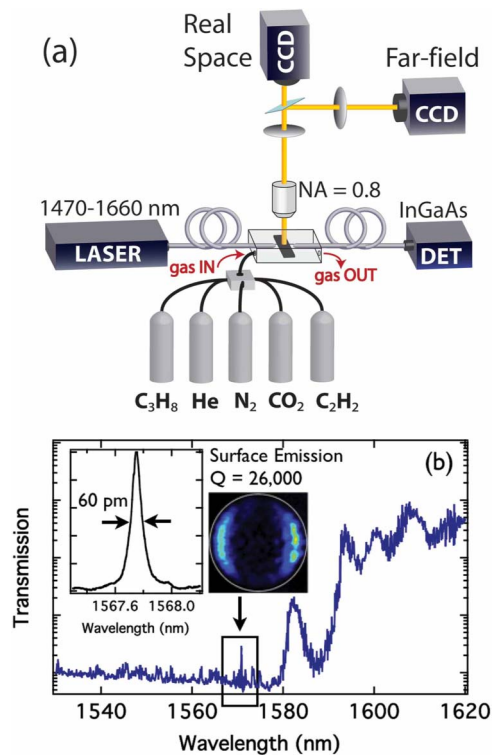 (a)
Real
Space
CCD
Far-field
CCD
NA = 0.8
1470-1660 nm
InGaAs
LASER
DET
gas IN
gas OUT
C₃H₈ He N₂ CO₂ C₂H₂
(b)
Surface Emission
Q = 26,000
60 pm
1567.6 1568.0
Wavelength (nm)
Transmission
1540 1560 1580 1600 1620
Wavelength (nm)